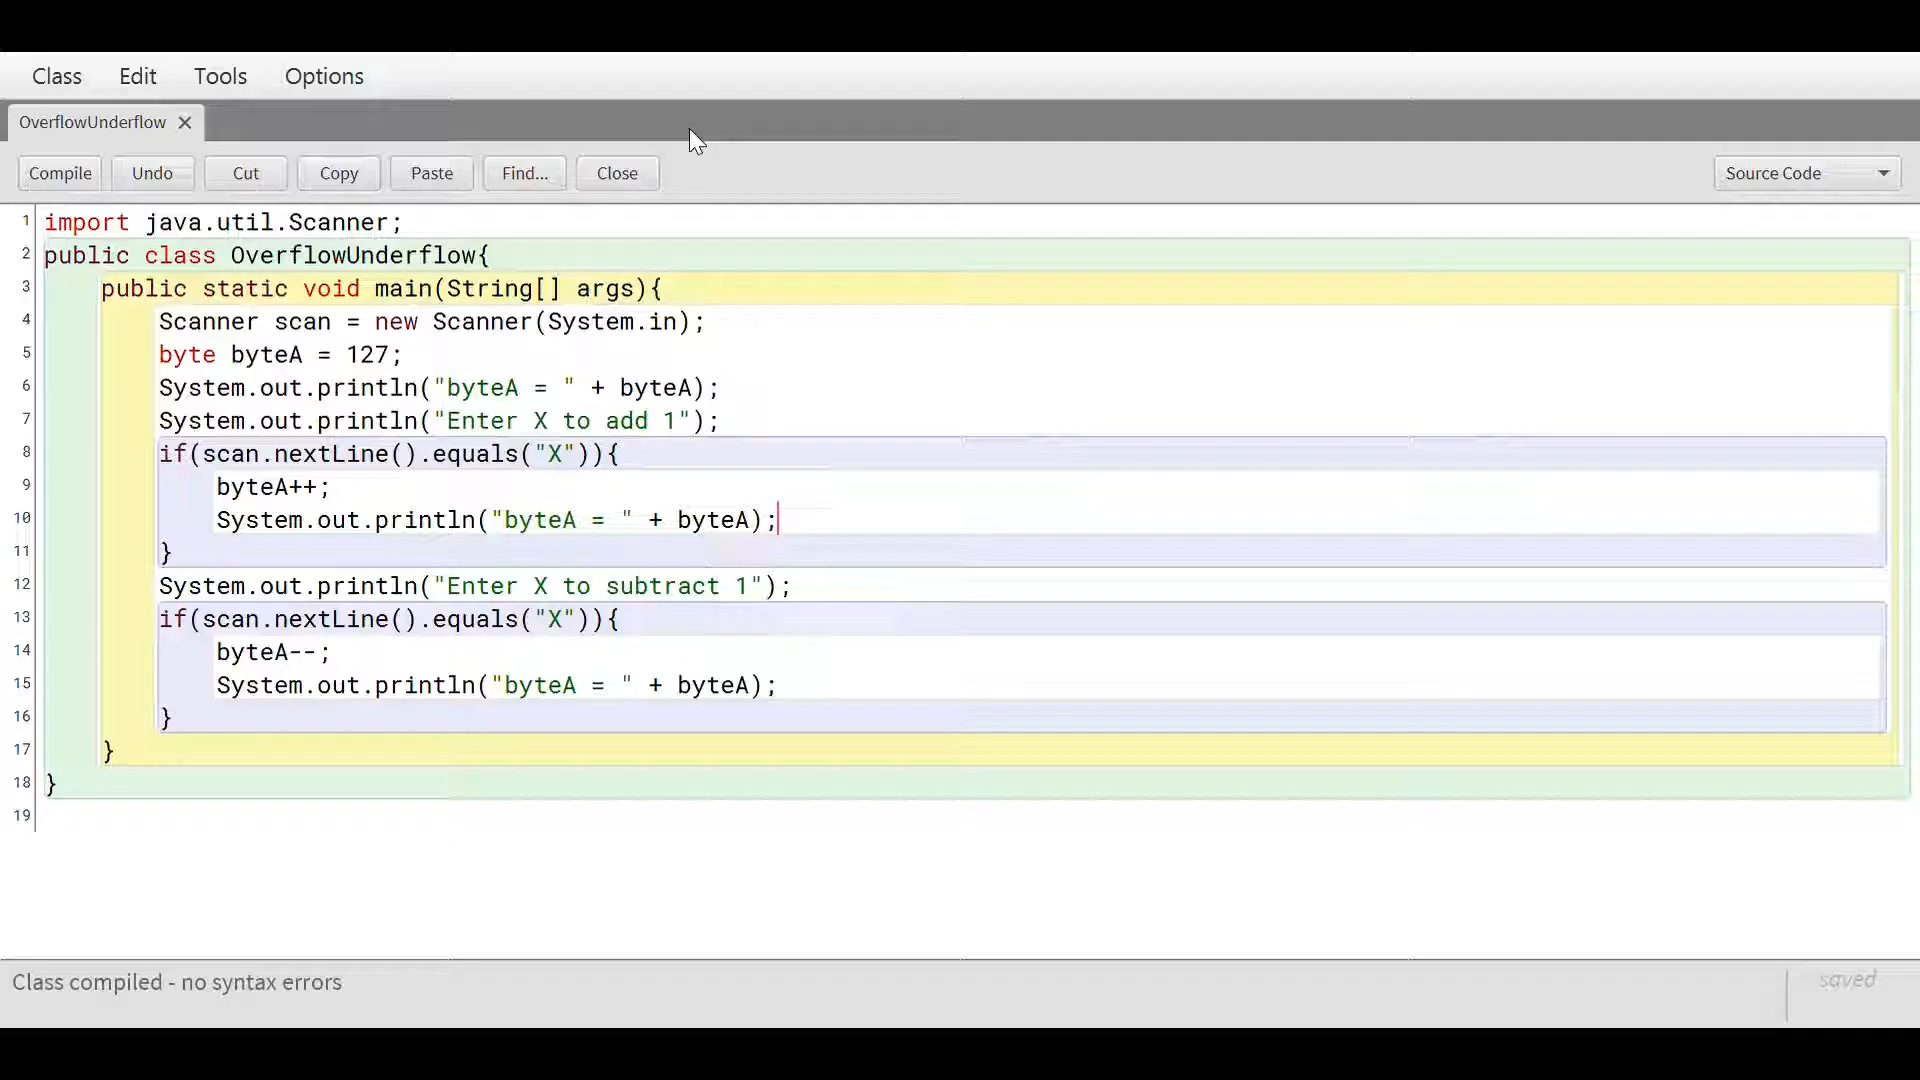 Class Edit Tools Options
OverflowUnderflow ✕
Compile Undo Cut Copy Paste Find... Close Source Code
1 import java.util.Scanner;
2 public class OverflowUnderflow{
3 public static void main(String[] args){
4 Scanner scan = new Scanner(System.in);
5 byte byteA = 127;
6 System.out.println("byteA = " + byteA);
7 System.out.println("Enter X to add 1");
8 if(scan.nextLine().equals("X")){
9 byteA++;
10 System.out.println("byteA = " + byteA);
11 }
12 System.out.println("Enter X to subtract 1");
13 if(scan.nextLine().equals("X")){
14 byteA--;
15 System.out.println("byteA = " + byteA);
16 }
17 }
18 }
19
Class compiled - no syntax errors
saved